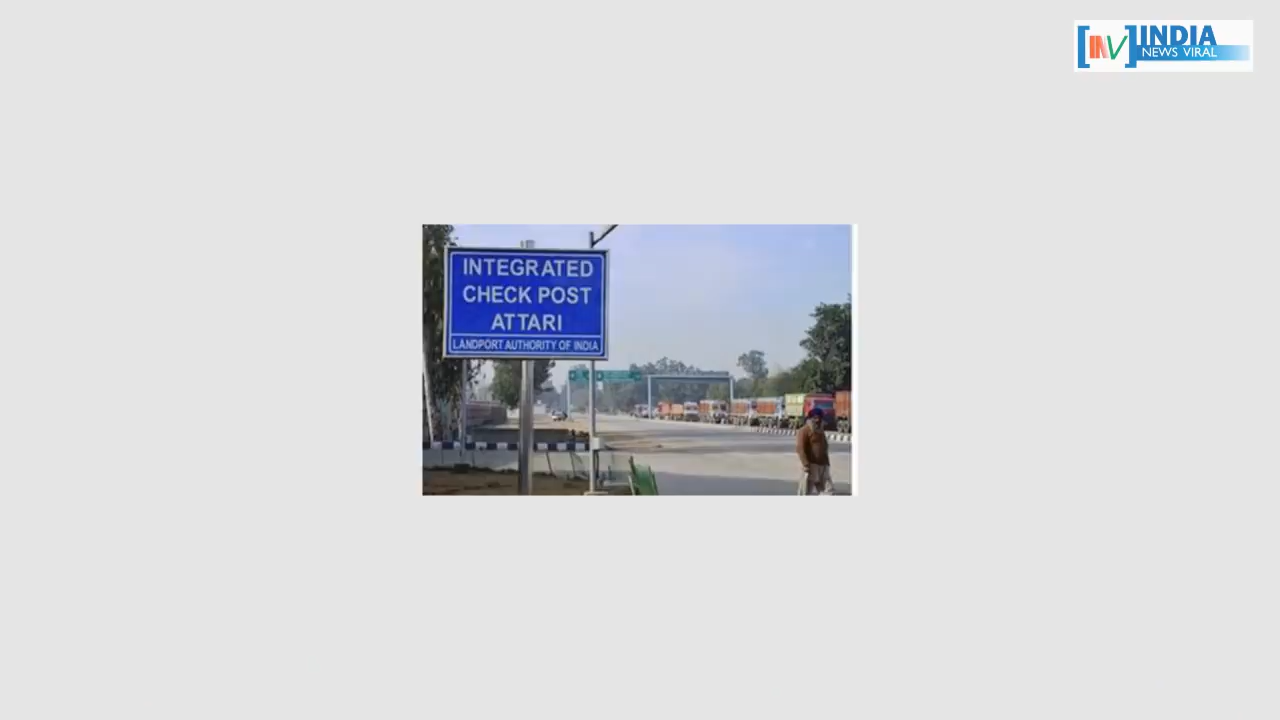 INDIA
NEWS VIRAL
INTEGRATED
CHECK POST
ATTARI
LANDPORT AUTHORITY OF INDIA